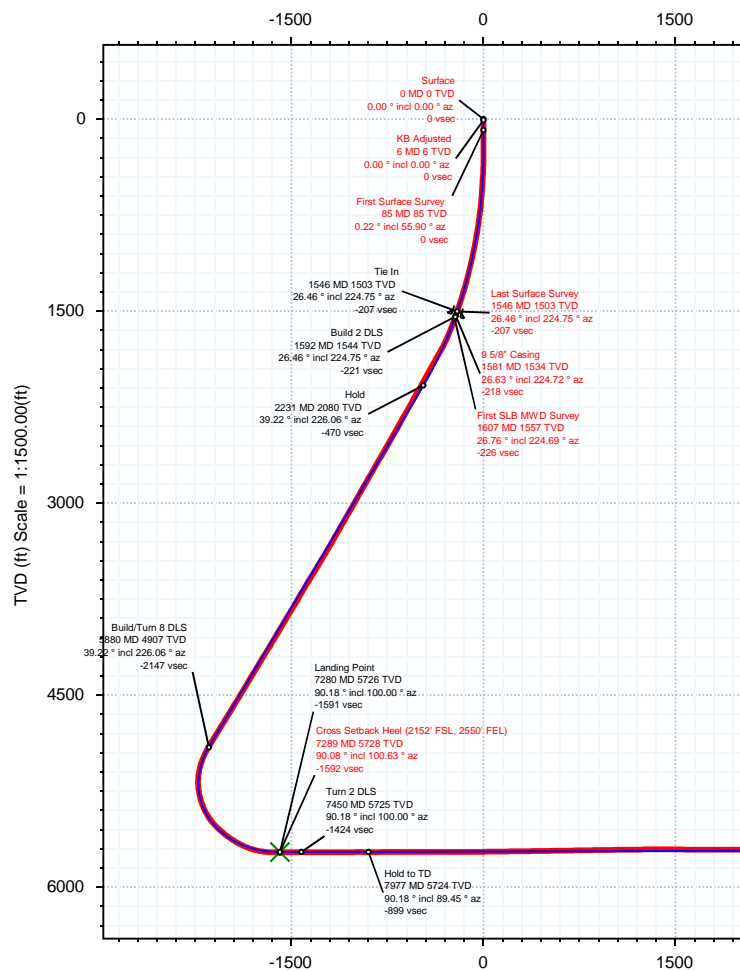 -1500
0
1500
Surface
0 MD 0 TVD
0.00 ° incl 0.00 ° az
0 vsec
0
KB Adjusted
6 MD 6 TVD
0.00 ° incl 0.00 ° az
0 vsec
First Surface Survey
85 MD 85 TVD
0.22 ° incl 55.90 ° az
0 vsec
Tie In
1546 MD 1503 TVD
26.46 ° incl 224.75 ° az
-207 vsec
Last Surface Survey
1546 MD 1503 TVD
26.46 ° incl 224.75 ° az
-207 vsec
1500
Build 2 DLS
1592 MD 1544 TVD
26.46 ° incl 224.75 ° az
-221 vsec
9 5/8" Casing
1581 MD 1534 TVD
26.63 ° incl 224.72 ° az
-218 vsec
Hold
2231 MD 2080 TVD
39.22 ° incl 226.06 ° az
-470 vsec
First SLB MWD Survey
1607 MD 1557 TVD
26.76 ° incl 224.69 ° az
-226 vsec
3000
TVD (ft) Scale = 1:1500.00(ft)
Build/Turn 8 DLS
5880 MD 4907 TVD
39.22 ° incl 226.06 ° az
-2147 vsec
4500
Landing Point
7280 MD 5726 TVD
90.18 ° incl 100.00 ° az
-1591 vsec
Cross Setback Heel (2152' FSL, 2550' FEL)
7289 MD 5728 TVD
90.08 ° incl 100.63 ° az
-1592 vsec
Turn 2 DLS
7450 MD 5725 TVD
90.18 ° incl 100.00 ° az
-1424 vsec
6000
Hold to TD
7977 MD 5724 TVD
90.18 ° incl 89.45 ° az
-899 vsec
-1500
0
1500